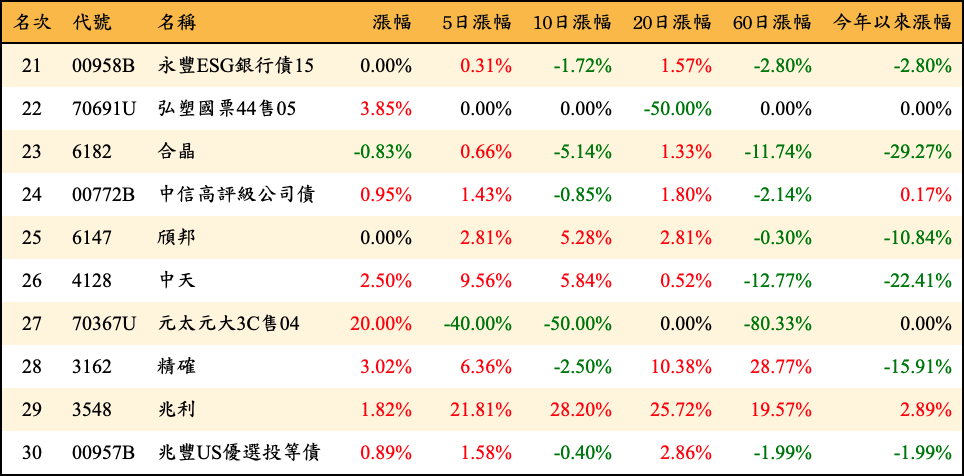 名次 代號 名稱 漲幅 5日漲幅 10日漲幅 20日漲幅 60日漲幅 今年以來漲幅
21 00958B 永豐ESG銀行債15 0.00% 0.31% -1.72% 1.57% -2.80% -2.80%
22 70691U 弘塑國票44售05 3.85% 0.00% 0.00% -50.00% 0.00% 0.00%
23 6182 合晶 -0.83% 0.66% -5.14% 1.33% -11.74% -29.27%
24 00772B 中信高評級公司債 0.95% 1.43% -0.85% 1.80% -2.14% 0.17%
25 6147 頎邦 0.00% 2.81% 5.28% 2.81% -0.30% -10.84%
26 4128 中天 2.50% 9.56% 5.84% 0.52% -12.77% -22.41%
27 70367U 元太元大3C售04 20.00% -40.00% -50.00% 0.00% -80.33% 0.00%
28 3162 精確 3.02% 6.36% -2.50% 10.38% 28.77% -15.91%
29 3548 兆利 1.82% 21.81% 28.20% 25.72% 19.57% 2.89%
30 00957B 兆豐US優選投等債 0.89% 1.58% -0.40% 2.86% -1.99% -1.99%